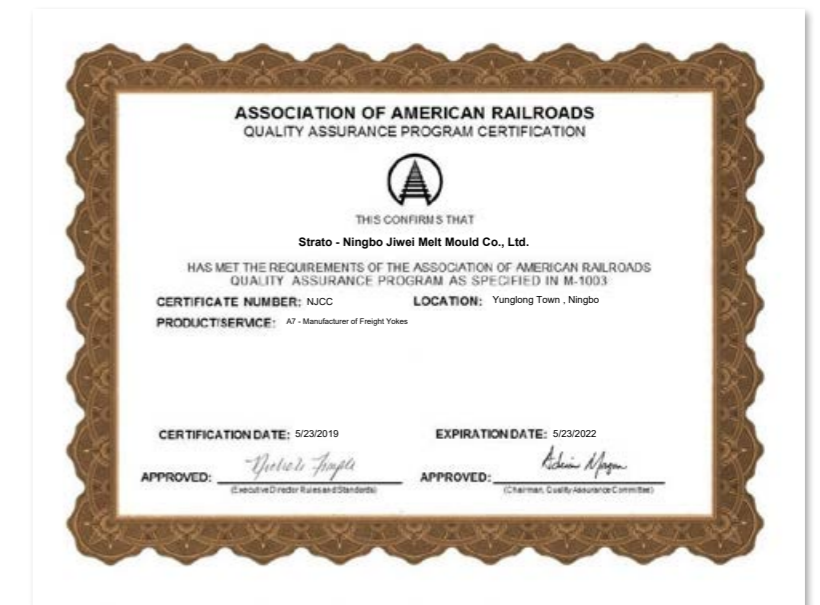 ASSOCIATION OF AMERICAN RAILROADS
QUALITY ASSURANCE PROGRAM CERTIFICATION
THIS CONFIRMS THAT
Strato - Ningbo Jiwei Melt Mould Co., Ltd.
HAS MET THE REQUIREMENTS OF THE ASSOCIATION OF AMERICAN RAILROADS
QUALITY ASSURANCE PROGRAM AS SPECIFIED IN M-1003
CERTIFICATE NUMBER: NJCC LOCATION: Yunglong Town , Ningbo
PRODUCT/SERVICE: A7 - Manufacturer of Freight Yokes
CERTIFICATION DATE: 5/23/2019 EXPIRATION DATE: 5/23/2022
APPROVED: APPROVED: Adrian Morgan
(Executive Director Rules and Standards) (Chairman, Quality Assurance Committee)